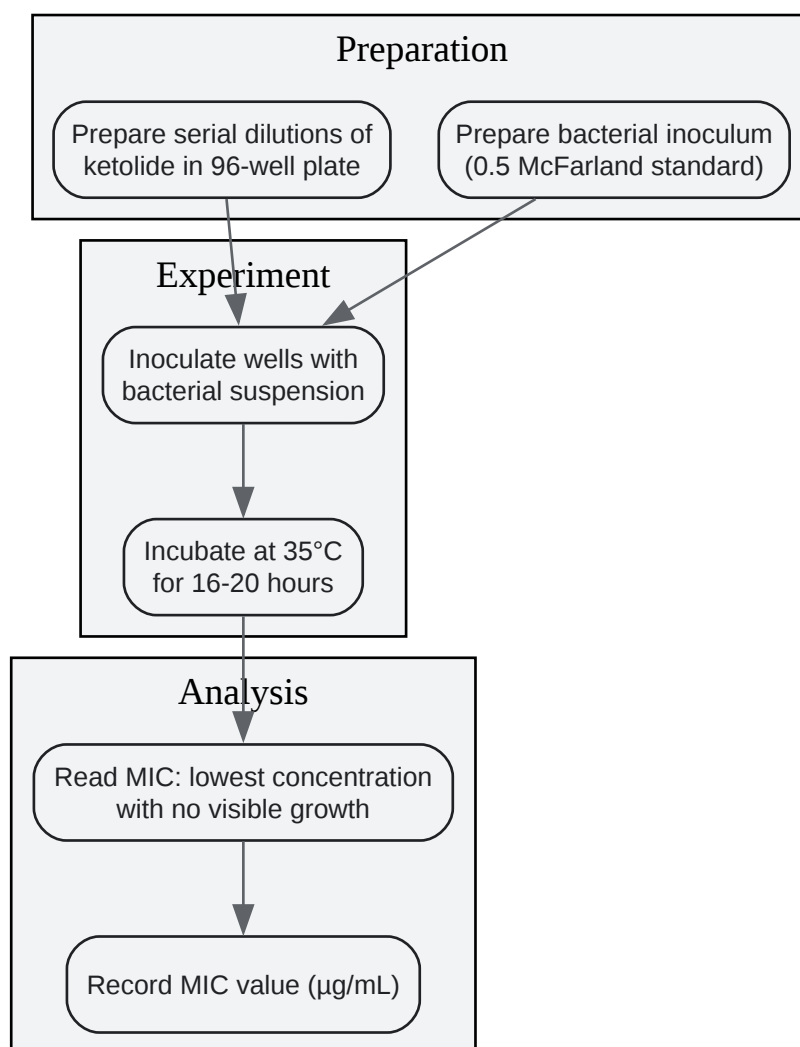 Preparation
Prepare serial dilutions of
ketolide in 96-well plate
Prepare bacterial inoculum
(0.5 McFarland standard)
Experiment
Inoculate wells with
bacterial suspension
Incubate at 35°C
for 16-20 hours
Analysis
Read MIC: lowest concentration
with no visible growth
Record MIC value (µg/mL)